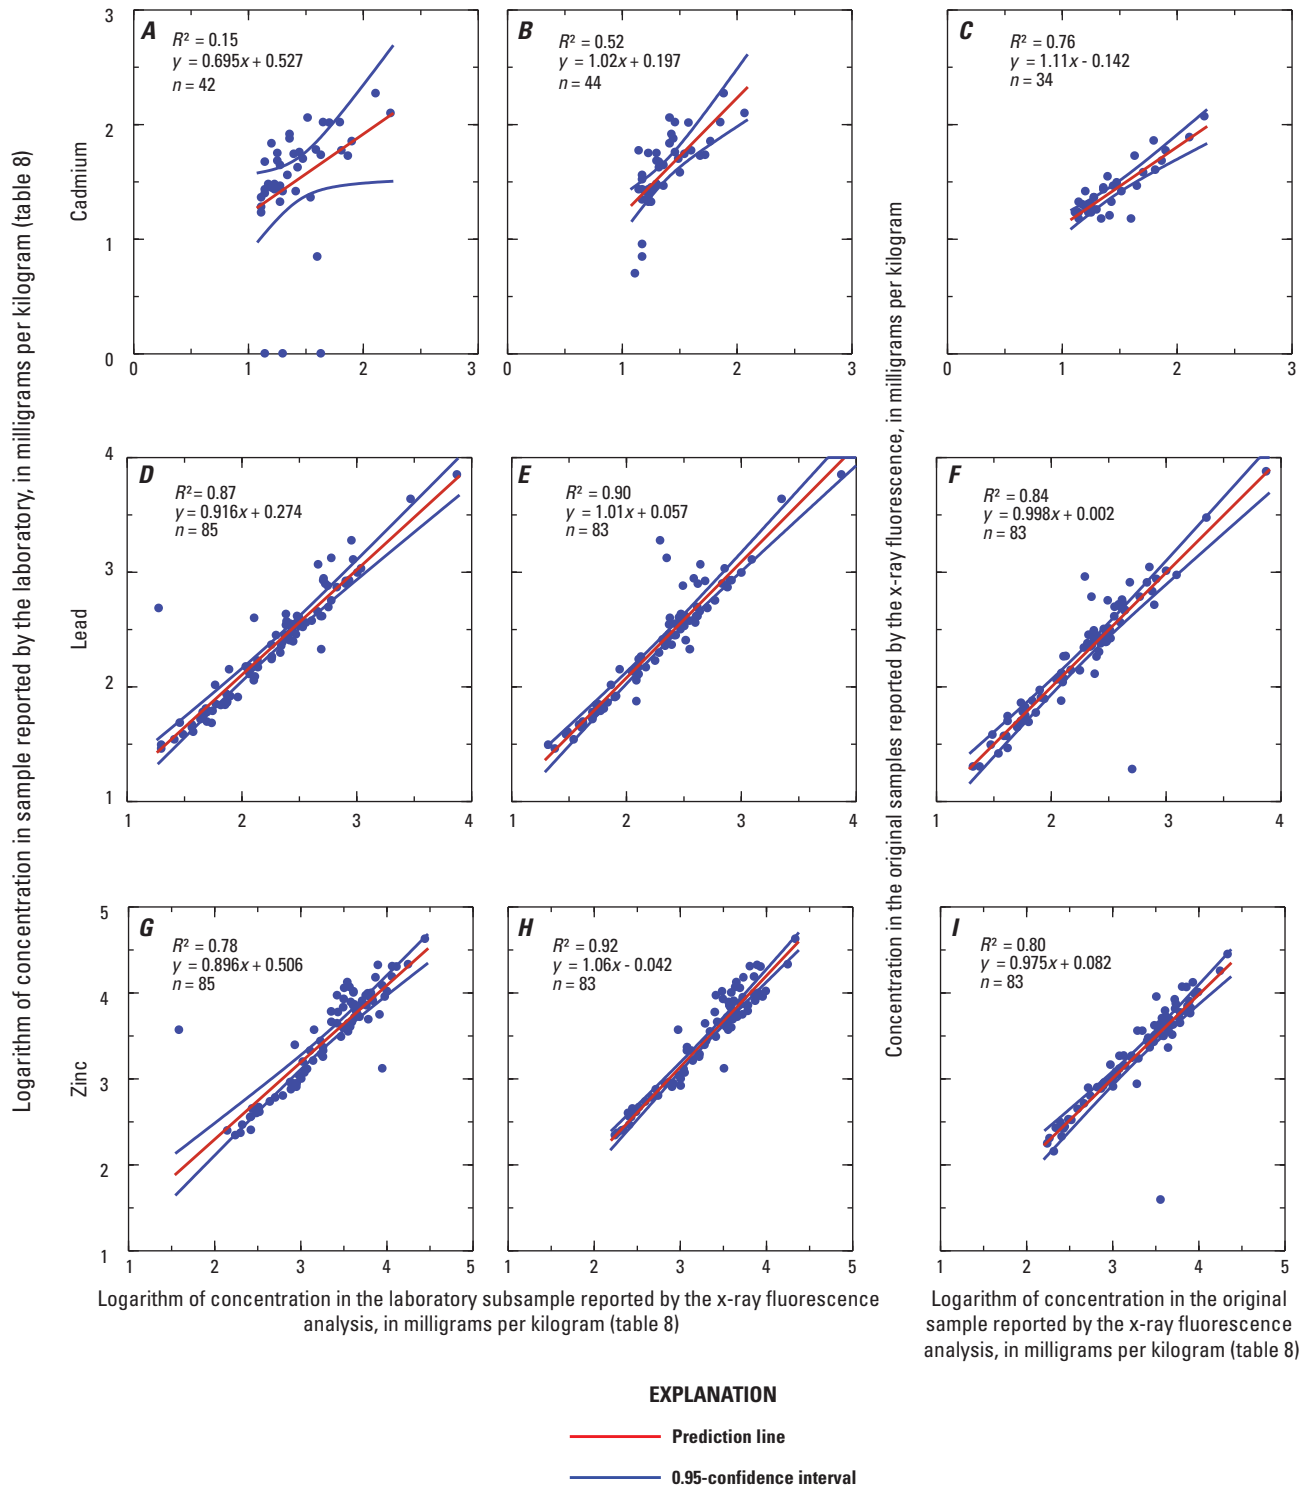 Logarithm of concentration in sample reported by the laboratory, in milligrams per kilogram (table 8)
Cadmium
3
2
1
0
A
R² = 0.15
y = 0.695x + 0.527
n = 42
0 1 2 3
B
R² = 0.52
y = 1.02x + 0.197
n = 44
0 1 2 3
Concentration in the original samples reported by the x-ray fluorescence, in milligrams per kilogram
C
R² = 0.76
y = 1.11x - 0.142
n = 34
0 1 2 3
Lead
4
3
2
1
D
R² = 0.87
y = 0.916x + 0.274
n = 85
1 2 3 4
E
R² = 0.90
y = 1.01x + 0.057
n = 83
1 2 3 4
F
R² = 0.84
y = 0.998x + 0.002
n = 83
1 2 3 4
Zinc
5
4
3
2
1
G
R² = 0.78
y = 0.896x + 0.506
n = 85
1 2 3 4 5
H
R² = 0.92
y = 1.06x - 0.042
n = 83
1 2 3 4 5
I
R² = 0.80
y = 0.975x + 0.082
n = 83
1 2 3 4 5
Logarithm of concentration in the laboratory subsample reported by the x-ray fluorescence
analysis, in milligrams per kilogram (table 8)
Logarithm of concentration in the original
sample reported by the x-ray fluorescence
analysis, in milligrams per kilogram (table 8)
EXPLANATION
Prediction line
0.95-confidence interval